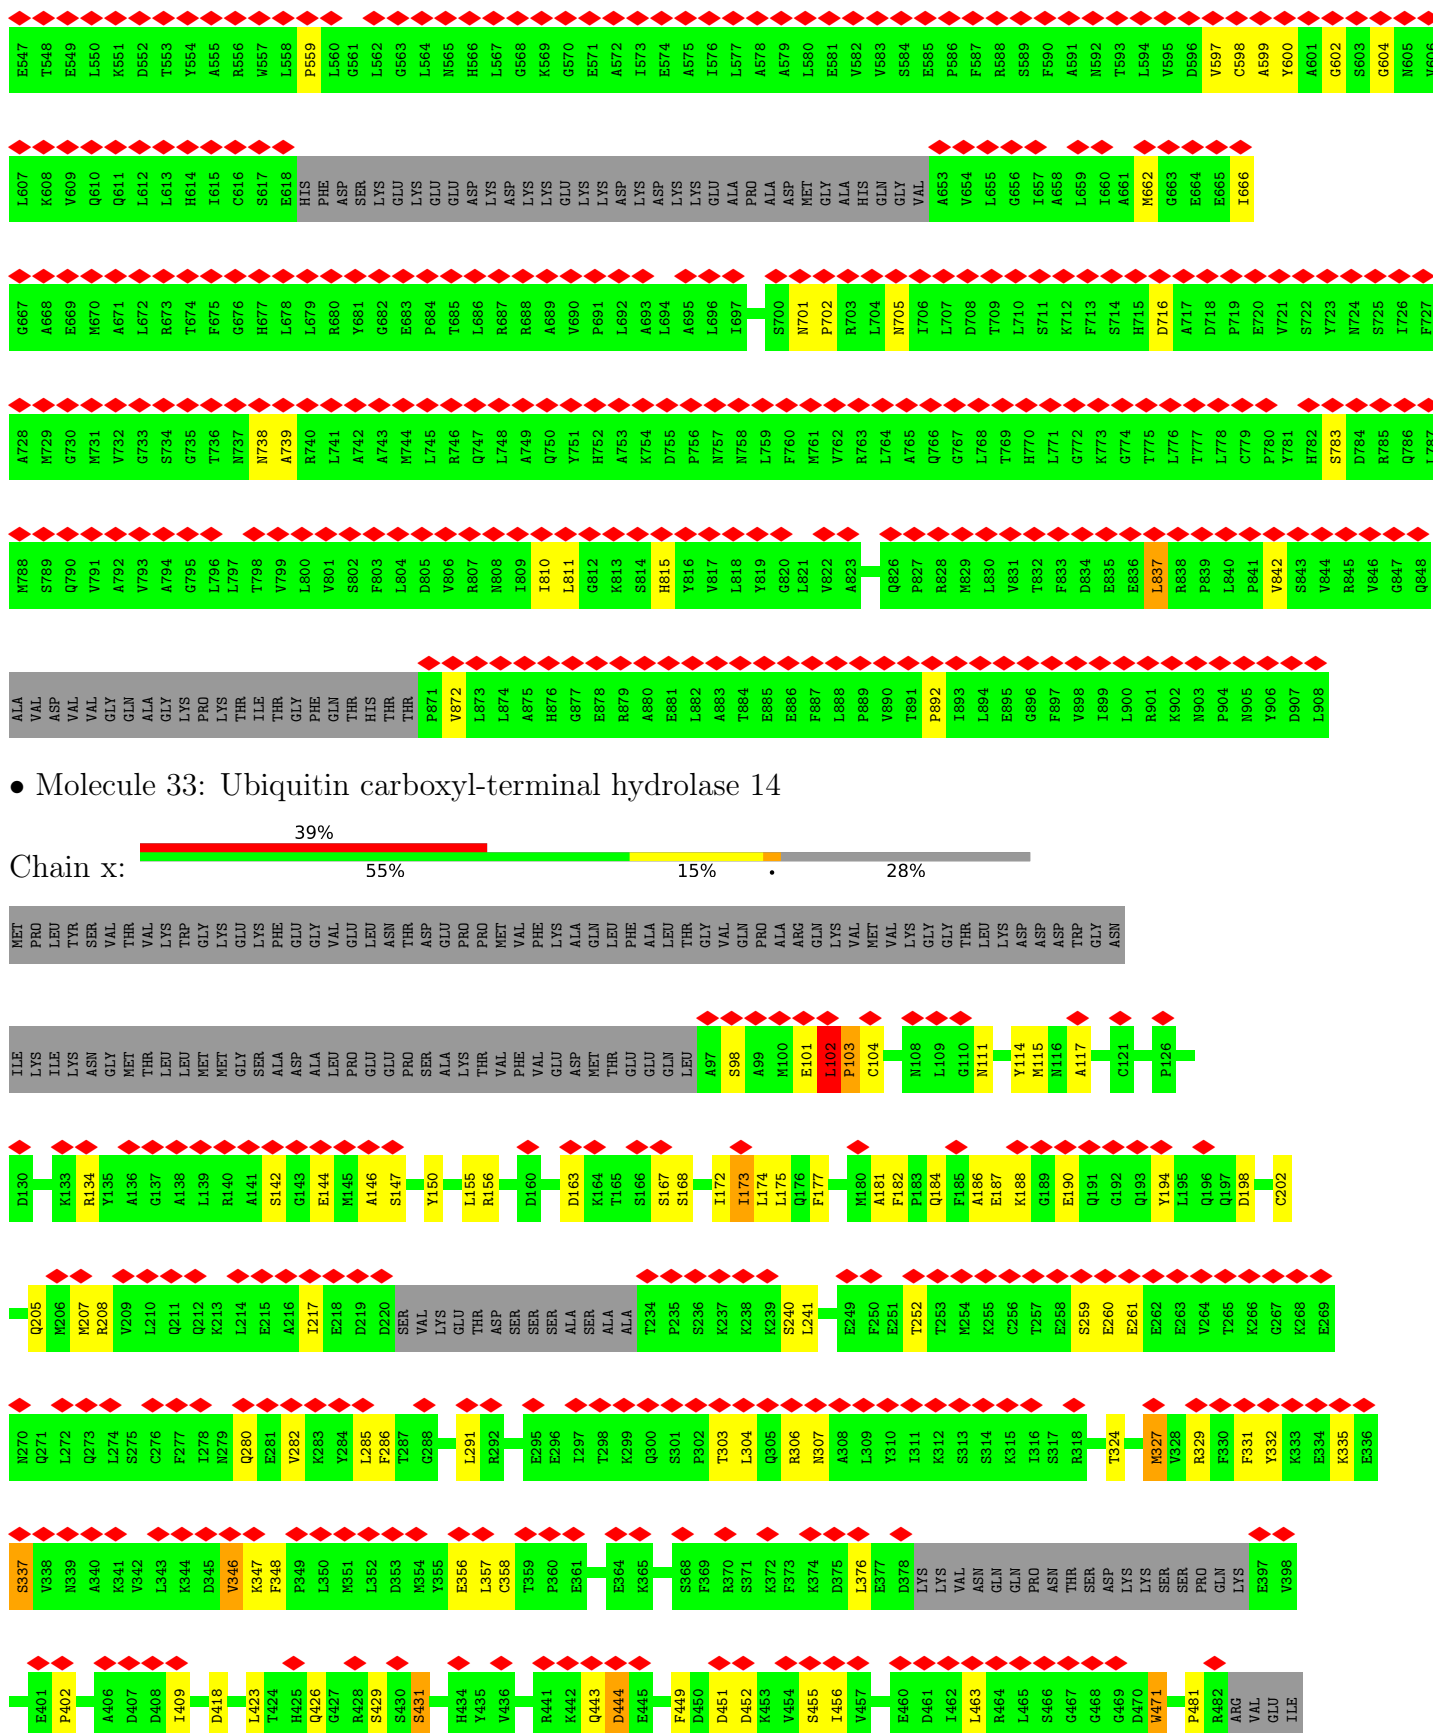 E547 T548 E549 L550 K551 D552 T553 Y554 A555 R556 W557 L558 P559 L560 G561 L562 G563 L564 N565 H566 L567 G568 K569 G570 E571 A572 I573 E574 A575 I576 L577 A578 A579 L580 E581 V582 V583 S584 E585 P586 F587 R588 S589 F590 A591 N592 T593 L594 V595 D596 V597 C598 A599 Y600 A601 G602 S603 G604 N605 V606
L607 K608 V609 Q610 Q611 L612 L613 H614 I615 C616 S617 E618 HIS PHE ASP SER LYS GLU LYS GLU GLU ASP LYS ASP LYS LYS GLU LYS LYS ASP LYS ASP LYS LYS GLU ALA PRO ALA ASP MET GLY ALA HIS GLN GLY VAL A653 V654 L655 G656 I657 A658 L659 I660 A661 M662 G663 E664 E665 I666
G667 A668 E669 M670 A671 L672 R673 T674 F675 G676 H677 L678 L679 R680 Y681 G682 E683 P684 T685 L686 R687 R688 A689 V690 P691 L692 A693 L694 A695 L696 I697 S700 N701 P702 R703 L704 N705 I706 L707 D708 T709 L710 S711 K712 F713 S714 H715 D716 A717 D718 P719 E720 V721 S722 Y723 N724 S725 I726 F727
A728 M729 G730 M731 V732 G733 S734 G735 T736 N737 N738 A739 R740 L741 A742 A743 M744 L745 R746 Q747 L748 A749 Q750 Y751 H752 A753 K754 D755 P756 N757 N758 L759 F760 M761 V762 R763 L764 A765 Q766 G767 L768 T769 H770 L771 G772 K773 G774 T775 L776 T777 L778 C779 P780 Y781 H782 S783 D784 R785 Q786 L787
M788 S789 Q790 V791 A792 V793 A794 G795 L796 L797 T798 V799 L800 V801 S802 F803 L804 D805 V806 R807 N808 I809 I810 L811 G812 K813 S814 H815 Y816 V817 L818 Y819 G820 L821 V822 A823 Q826 P827 R828 M829 L830 V831 T832 F833 D834 E835 E836 L837 R838 P839 L840 P841 V842 S843 V844 R845 V846 G847 Q848
ALA VAL ASP VAL VAL GLY GLN ALA GLY LYS PRO LYS THR ILE THR GLY PHE GLN THR HIS THR THR P871 V872 L873 L874 A875 H876 G877 E878 R879 A880 E881 L882 A883 T884 E885 E886 F887 L888 P889 V890 T891 P892 I893 L894 E895 G896 F897 V898 I899 L900 R901 K902 N903 P904 N905 Y906 D907 L908
• Molecule 33: Ubiquitin carboxyl-terminal hydrolase 14
39%
Chain x:
55% 15% . 28%
MET PRO LEU TYR SER VAL THR VAL LYS TRP GLY LYS GLU LYS PHE GLU GLY VAL GLU LEU ASN THR ASP GLU PRO PRO MET VAL PHE LYS ALA GLN LEU PHE ALA LEU THR GLY VAL GLN PRO ALA ARG GLN LYS VAL MET VAL LYS GLY GLY THR LEU LYS ASP ASP ASP TRP GLY ASN
ILE LYS ILE LYS ASN GLY MET THR LEU LEU MET MET GLY SER ALA ASP ALA LEU PRO GLU GLU PRO SER ALA LYS THR VAL PHE VAL GLU ASP MET THR GLU GLU GLN LEU A97 S98 A99 M100 E101 L102 P103 C104 N108 L109 G110 N111 Y114 M115 N116 A117 C121 P126
D130 K133 R134 Y135 A136 G137 A138 L139 R140 A141 S142 G143 E144 M145 A146 S147 Y150 L155 R156 D160 D163 K164 T165 S166 S167 S168 I172 I173 L174 L175 Q176 F177 M180 A181 F182 P183 Q184 F185 A186 E187 K188 G189 E190 Q191 G192 Q193 Y194 L195 Q196 Q197 D198 C202
Q205 M206 M207 R208 V209 L210 Q211 Q212 K213 L214 E215 A216 I217 E218 D219 D220 SER VAL LYS GLU THR ASP SER SER SER ALA SER ALA ALA T234 P235 S236 K237 K238 K239 S240 L241 E249 F250 E251 T252 T253 M254 K255 C256 T257 E258 S259 E260 E261 E262 E263 V264 T265 K266 G267 K268 E269
N270 Q271 L272 Q273 L274 S275 C276 F277 I278 N279 Q280 E281 V282 K283 Y284 L285 F286 T287 G288 L291 R292 E295 E296 I297 T298 K299 Q300 S301 P302 T303 L304 Q305 R306 N307 A308 L309 Y310 I311 K312 S313 S314 K315 I316 S317 R318 T324 M327 V328 R329 F330 F331 Y332 K333 E334 K335 E336
S337 V338 N339 A340 K341 V342 L343 K344 D345 V346 K347 F348 P349 L350 M351 L352 D353 M354 Y355 E356 L357 C358 T359 P360 E361 E364 K365 S368 F369 R370 S371 K372 F373 K374 D375 L376 E377 D378 LYS LYS VAL ASN GLN GLN PRO ASN THR SER ASP LYS LYS SER SER PRO GLN LYS E397 V398
E401 P402 A406 D407 D408 I409 D418 L423 T424 H425 Q426 G427 R428 S429 S430 S431 H434 Y435 V436 R441 K442 Q443 D444 E445 F449 D450 D451 D452 K453 V454 S455 I456 V457 E460 D461 I462 L463 R464 L465 S466 G467 G468 G469 D470 W471 P481 R482 ARG VAL GLU ILE